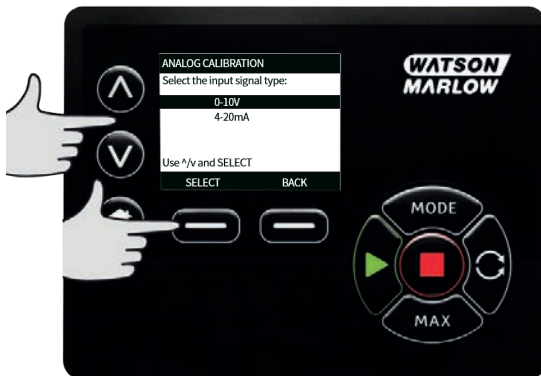 ANALOG CALIBRATION
Select the input signal type:
0-10V
4-20mA
Use ^/v and SELECT
SELECT BACK
WATSON
MARLOW
MODE
MAX